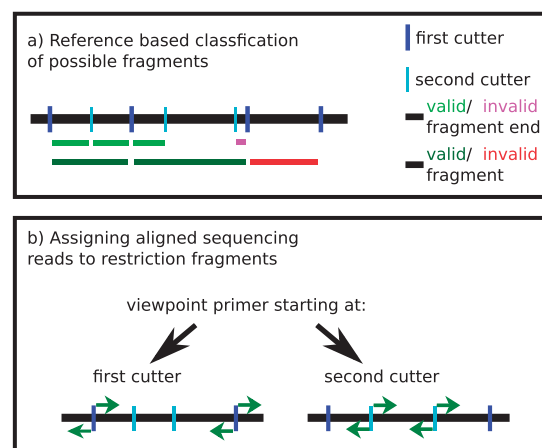 a) Reference based classfication
of possible fragments
first cutter
second cutter
valid/ invalid
fragment end
valid/ invalid
fragment
b) Assigning aligned sequencing
reads to restriction fragments
viewpoint primer starting at:
first cutter
second cutter